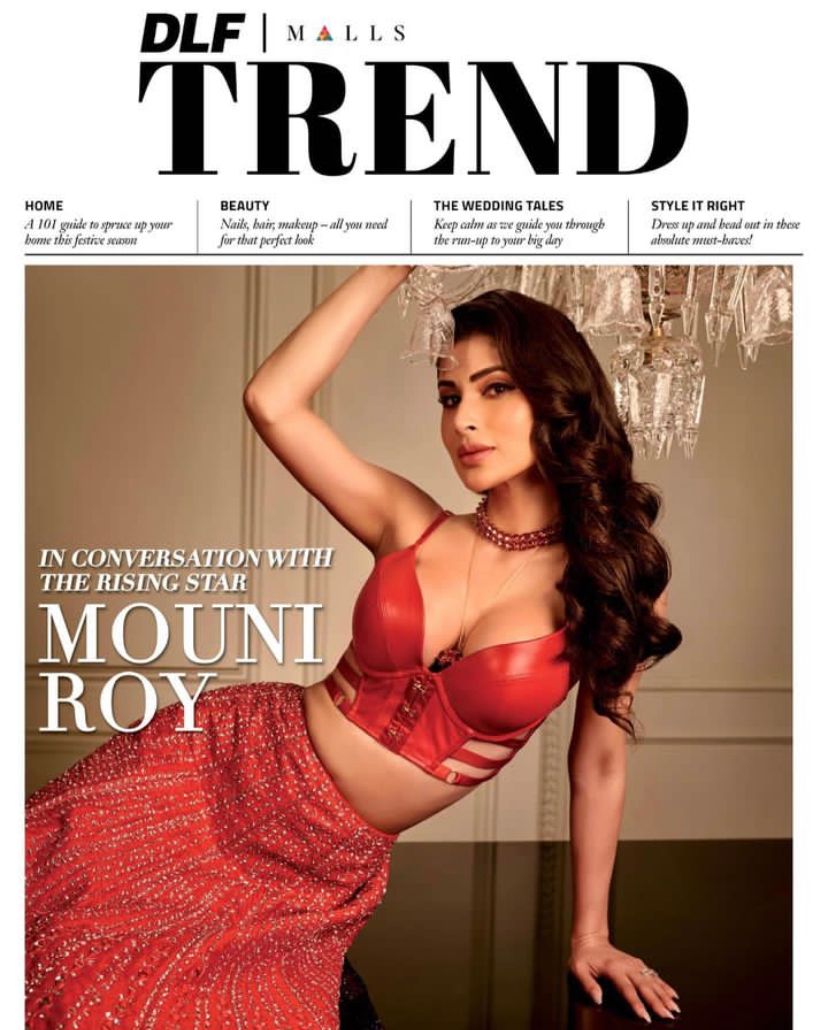 DLF | MALLS
TREND
HOME
A 101 guide to spruce up your
home this festive season
BEAUTY
Nails, hair, makeup – all you need
for that perfect look
THE WEDDING TALES
Keep calm as we guide you through
the run-up to your big day
STYLE IT RIGHT
Dress up and head out in these
absolute must-haves!
IN CONVERSATION WITH
THE RISING STAR
MOUNI
ROY